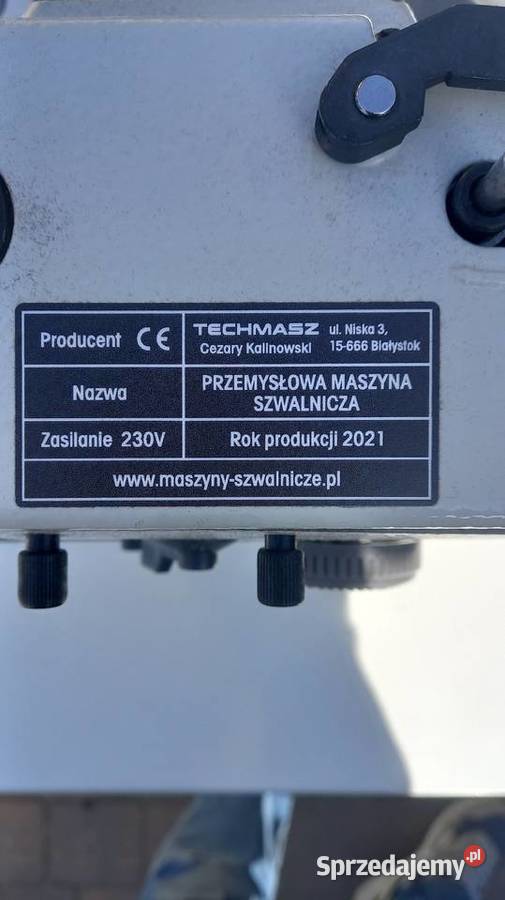 Producent CE
TECHMASZ
Cezary Kalinowski
ul. Niska 3,
15-666 Białystok
Nazwa
PRZEMYSŁOWA MASZYNA
SZWALNICZA
Zasilanie 230V
Rok produkcji 2021
www.maszyny-szwalnicze.pl
Sprzedajemy.pl